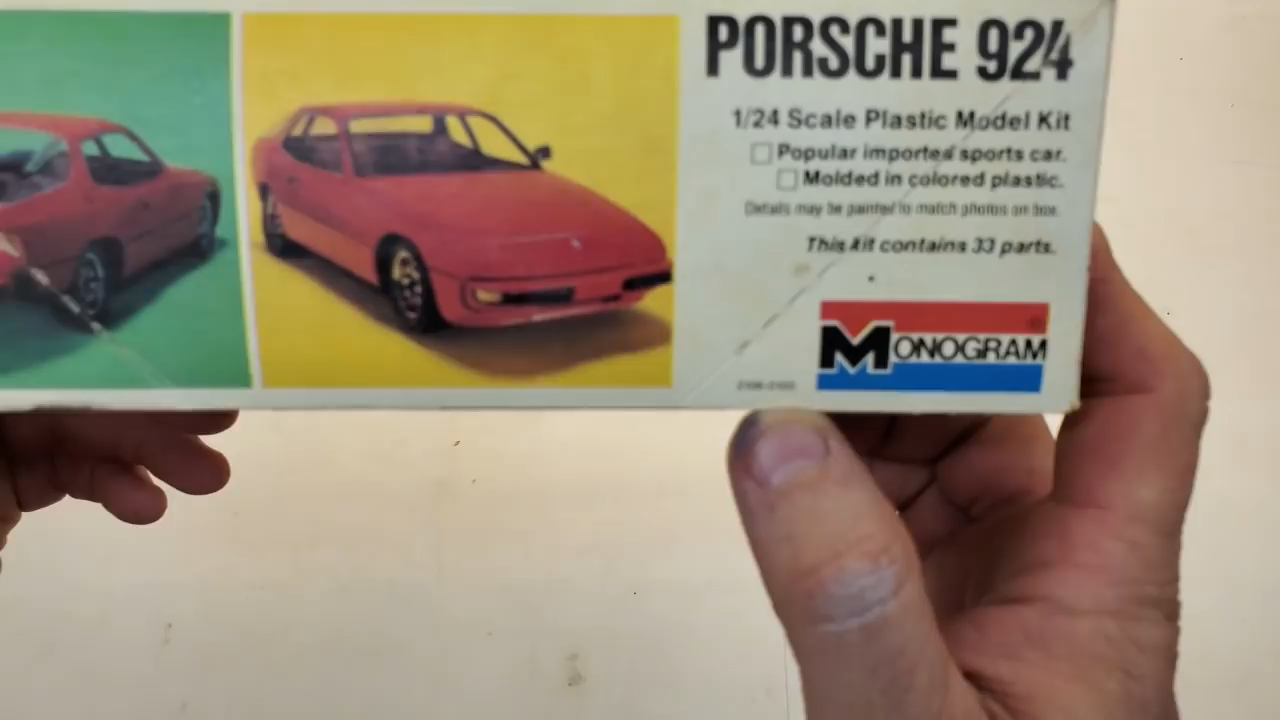 PORSCHE 924
1/24 Scale Plastic Model Kit
Popular imported sports car.
Molded in colored plastic.
Details may be painted to match photos on box.
This kit contains 33 parts.
MONOGRAM